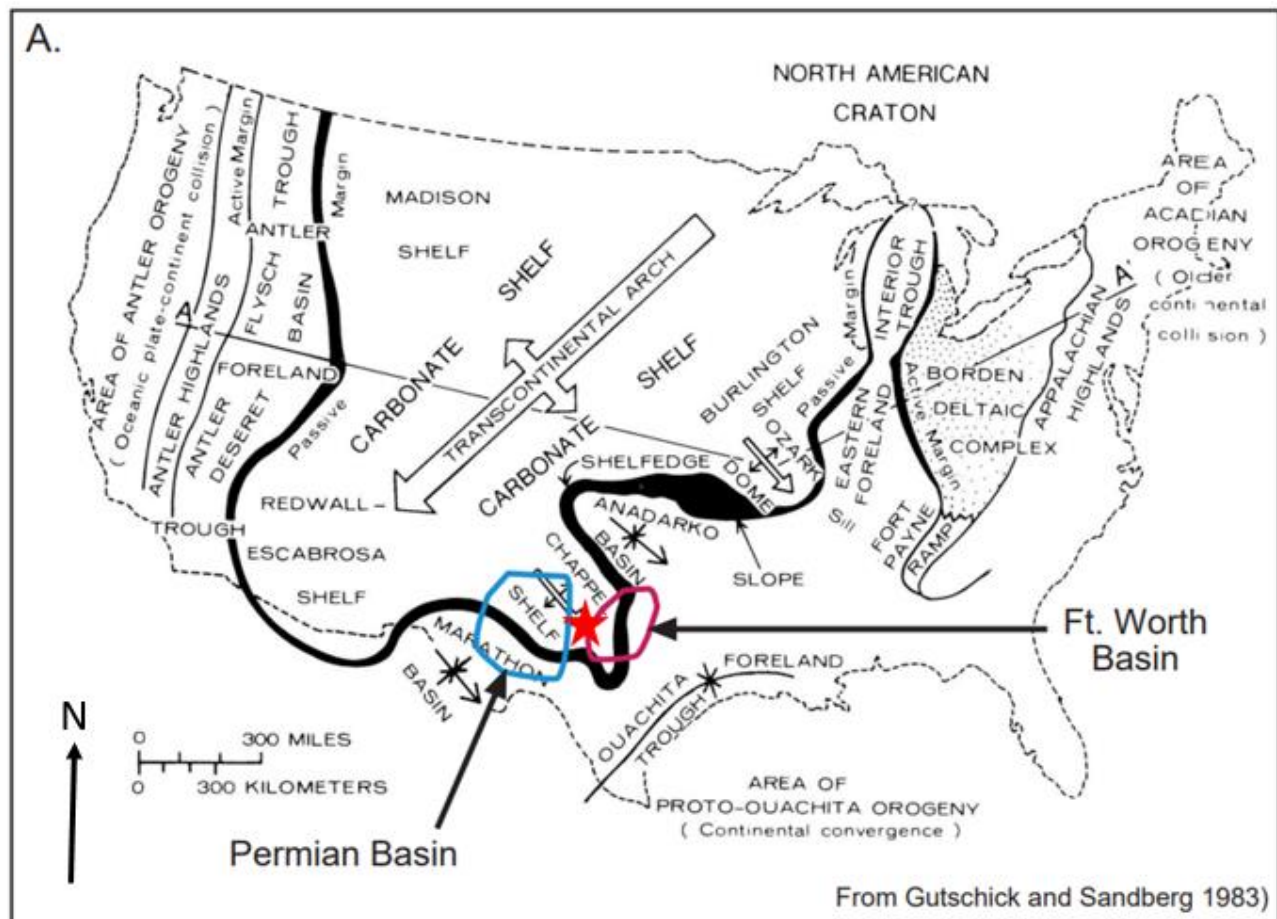 A.
NORTH AMERICAN
CRATON
AREA OF ANTLER OROGENY
( Oceanic plate-continent collision )
ANTLER HIGHLANDS
Active Margin
TROUGH
ANTLER
FLYSCH
BASIN
FORELAND
ANTLER
DESERET
TROUGH
Margin
Passive
A
MADISON
SHELF
CARBONATE
SHELF
TRANSCONTINENTAL ARCH
CARBONATE
SHELF
REDWALL
ESCABROSA
SHELF
BURLINGTON
SHELF
OZARK
DOME
SHELFEDGE
ANADARKO
BASIN
SLOPE
Passive
Margin
?
INTERIOR
TROUGH
EASTERN
FORELAND
Sill
Active
Margin
BORDEN
DELTAIC
COMPLEX
FORT
PAYNE
RAMP
APPALACHIAN
HIGHLANDS
A'
AREA
OF
ACADIAN
OROGENY
( Older
continental
collision )
CHAPPE
SHELF
MARATHON
BASIN
Ft. Worth
Basin
OUACHITA
TROUGH
FORELAND
AREA OF
PROTO-OUACHITA OROGENY
( Continental convergence )
N
0 300 MILES
0 300 KILOMETERS
Permian Basin
From Gutschick and Sandberg 1983)